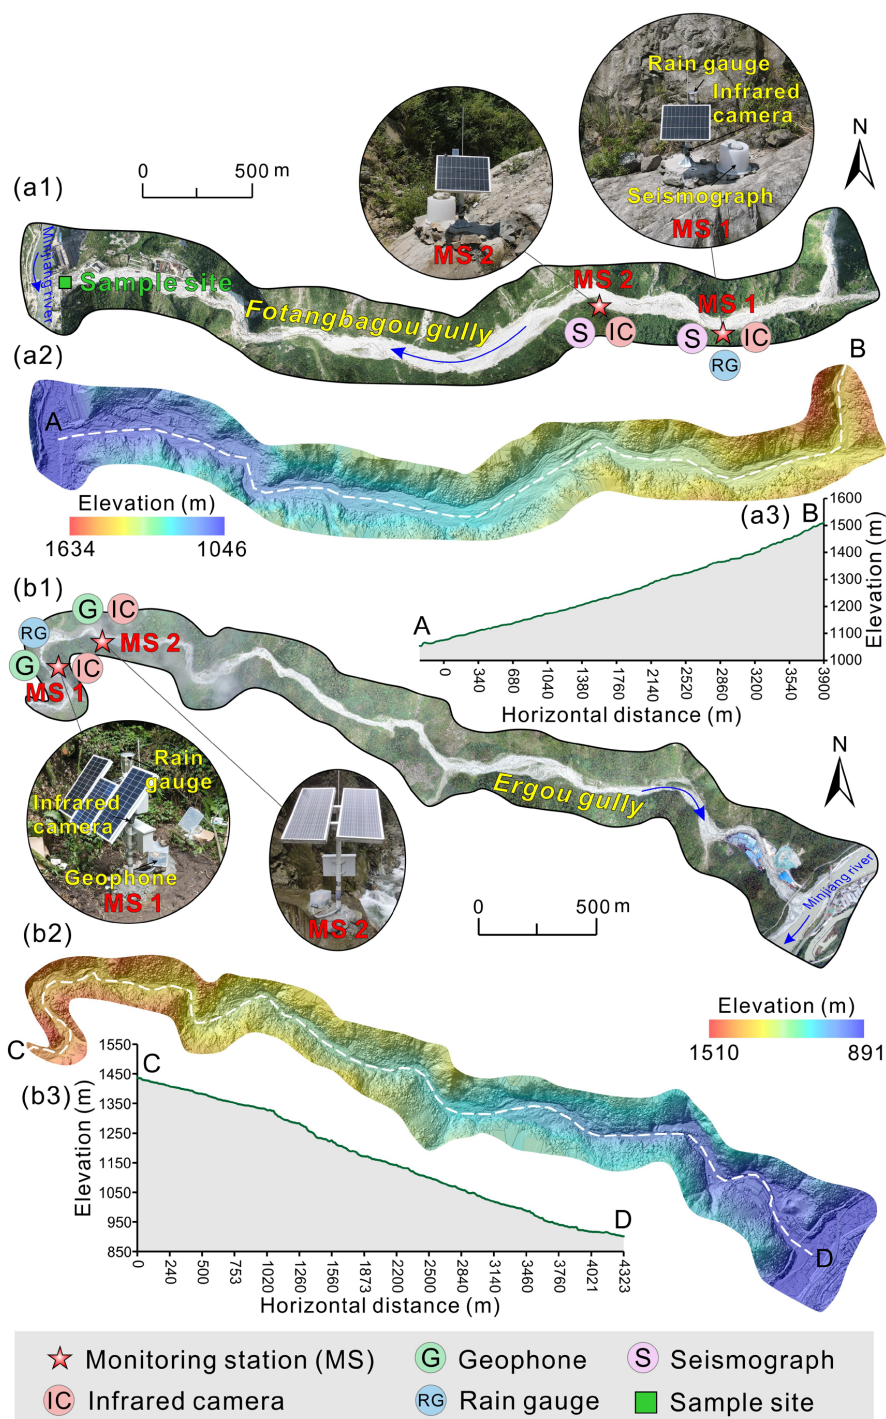 Rain gauge
Infrared
camera
Seismograph
MS 1
MS 2
N
0
500 m
(a1)
Minjiang river
Sample site
Fotangbagou gully
MS 2
MS 1
S
IC
S
IC
RG
(a2)
A
B
Elevation (m)
1634
1046
(a3)
A
B
1600
1500
1400
1300
1200
1100
1000
Elevation (m)
0
340
680
1040
1380
1760
2140
2520
2860
3200
3540
3900
Horizontal distance (m)
(b1)
G
IC
RG
MS 2
G
IC
MS 1
Rain
gauge
Infrared
camera
Geophone
MS 1
MS 2
Ergou gully
N
Minjiang river
0
500 m
(b2)
C
D
Elevation (m)
1510
891
(b3)
C
D
1550
1450
1350
1250
1150
1050
950
850
Elevation (m)
0
240
500
753
1020
1260
1560
1873
2200
2500
2840
3140
3460
3760
4021
4323
Horizontal distance (m)
Monitoring station (MS)
G Geophone
S Seismograph
IC Infrared camera
RG Rain gauge
Sample site